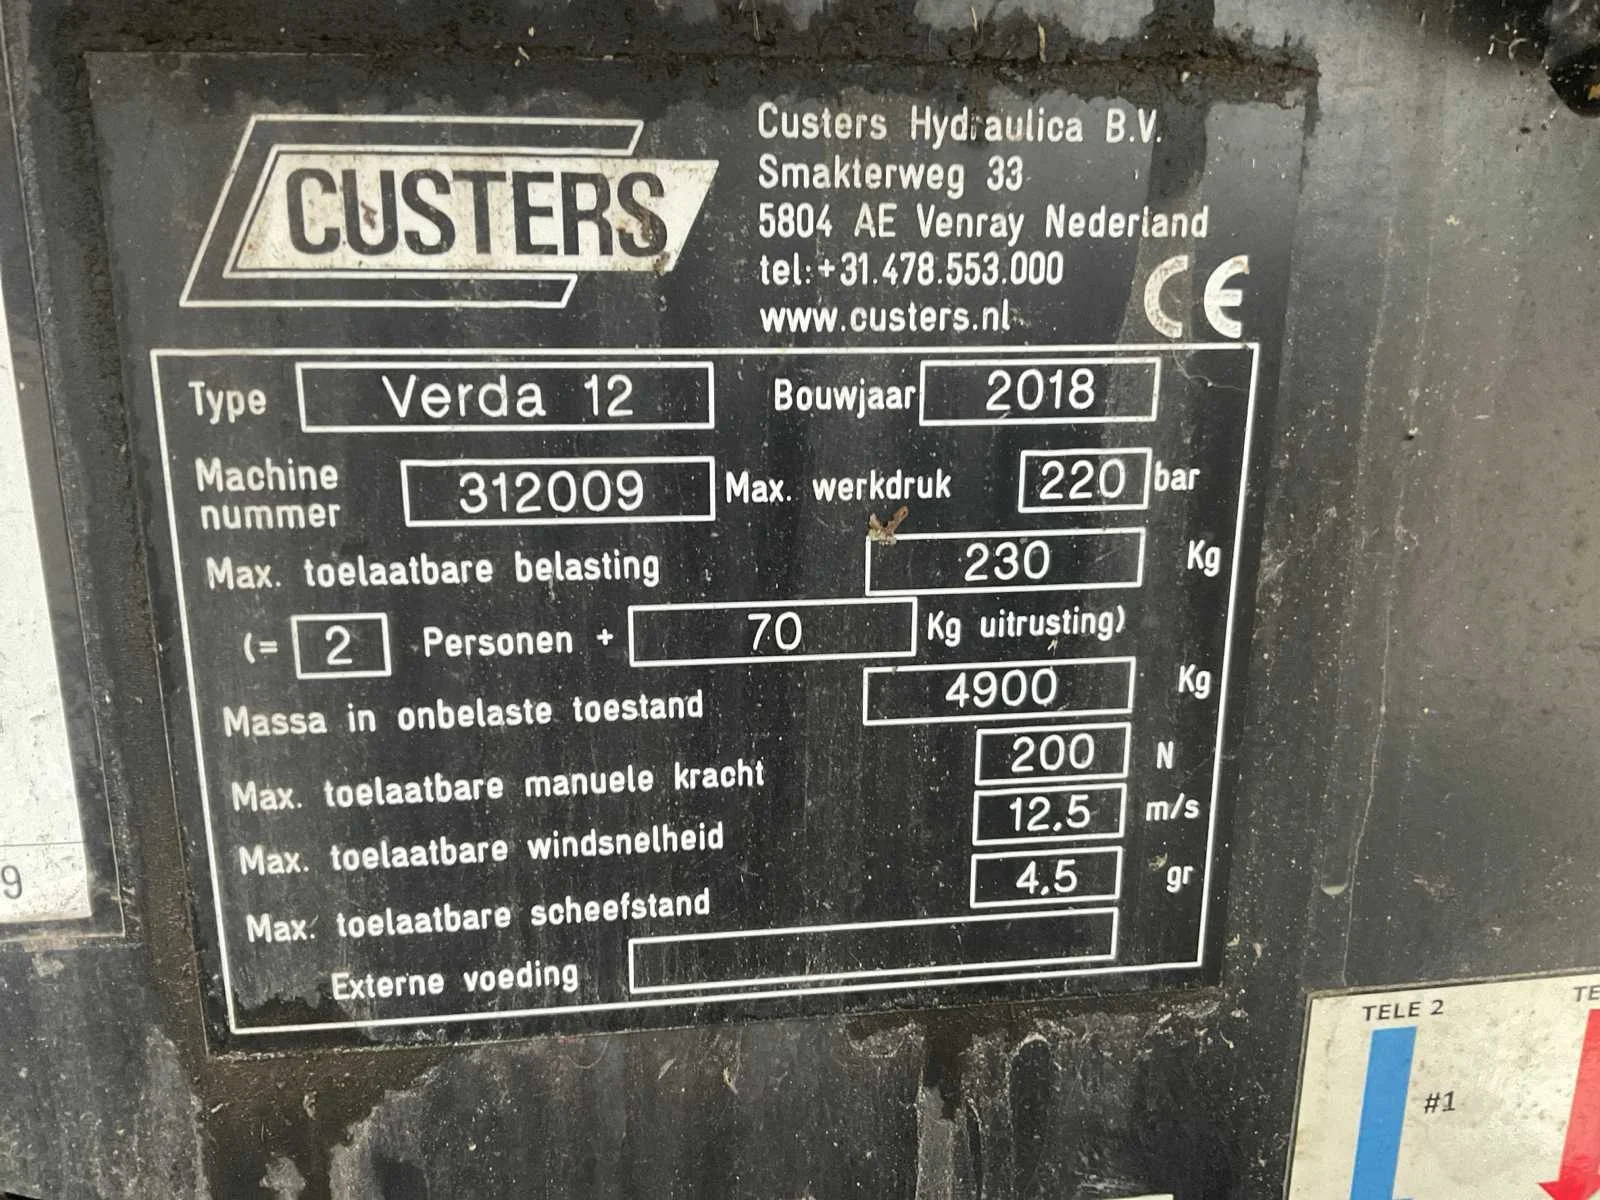 CUSTERS
Custers Hydraulica B.V.
Smakterweg 33
5804 AE Venray Nederland
tel:+31.478.553.000
www.custers.nl
CE
Type Verda 12 Bouwjaar 2018
Machine nummer 312009 Max. werkdruk 220 bar
Max. toelaatbare belasting 230 Kg
(= 2 Personen + 70 Kg uitrusting)
Massa in onbelaste toestand 4900 Kg
Max. toelaatbare manuele kracht 200 N
Max. toelaatbare windsnelheid 12.5 m/s
Max. toelaatbare scheefstand 4.5 gr
Externe voeding
9
TELE 2
#1